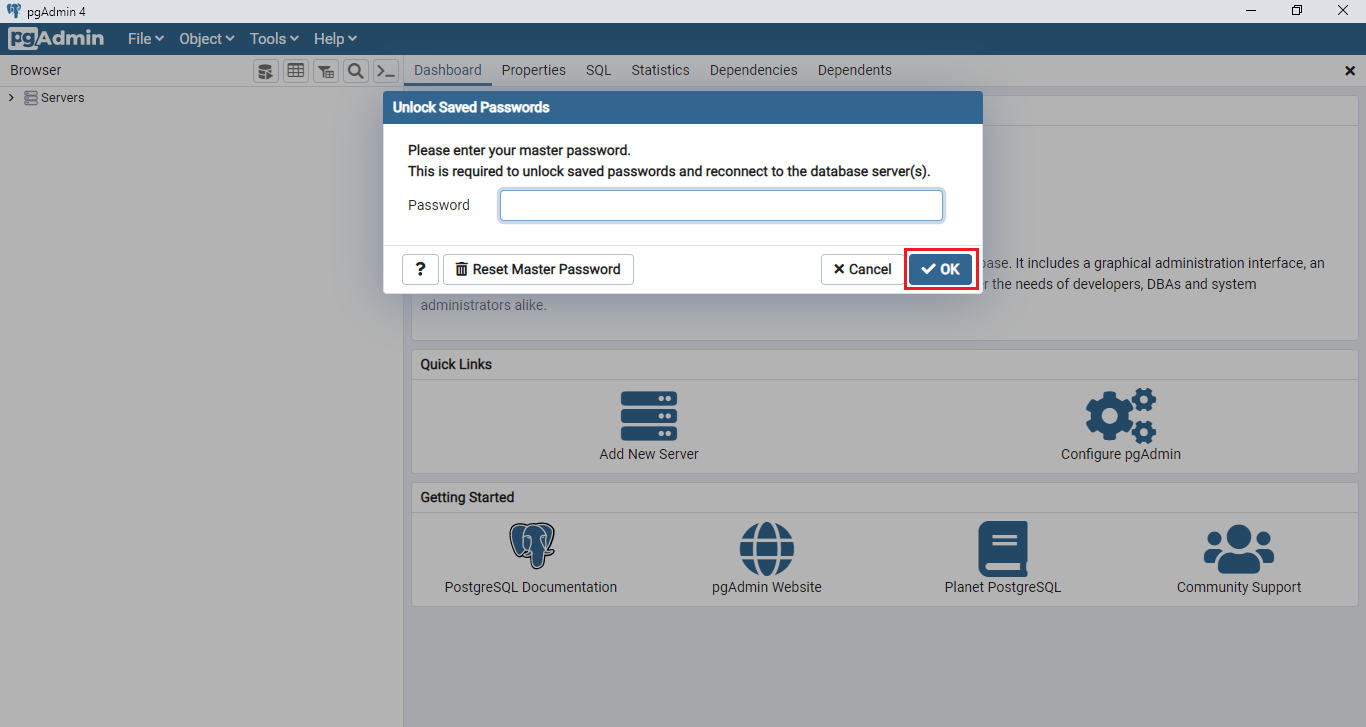 pgAdmin 4
pgAdmin File Object Tools Help
Browser
Dashboard Properties SQL Statistics Dependencies Dependents
Servers
Unlock Saved Passwords
Please enter your master password.
This is required to unlock saved passwords and reconnect to the database server(s).
Password
? Reset Master Password Cancel OK
base. It includes a graphical administration interface, an
r the needs of developers, DBAs and system
administrators alike.
Quick Links
Add New Server Configure pgAdmin
Getting Started
PostgreSQL Documentation pgAdmin Website Planet PostgreSQL Community Support